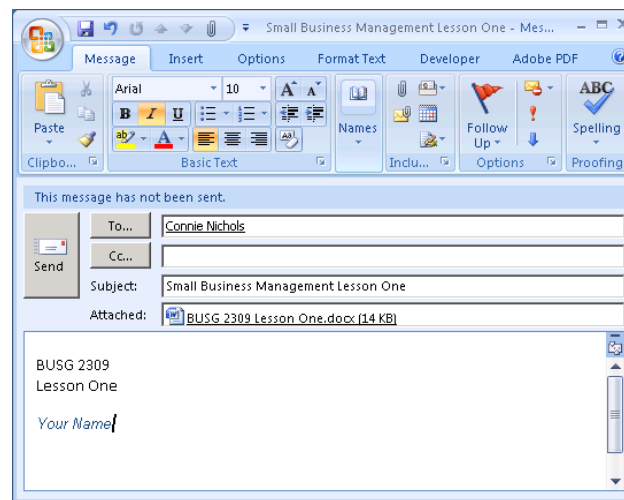 Small Business Management Lesson One - Mes...
Message Insert Options Format Text Developer Adobe PDF
Paste
Arial 10 A A
B I U
ab A Aa
Names
Follow Up
ABC
Spelling
Clipbo... Basic Text Inclu... Options Proofing
This message has not been sent.
Send
To... Connie Nichols
Cc...
Subject: Small Business Management Lesson One
Attached: BUSG 2309 Lesson One.docx (14 KB)
BUSG 2309
Lesson One
Your Name